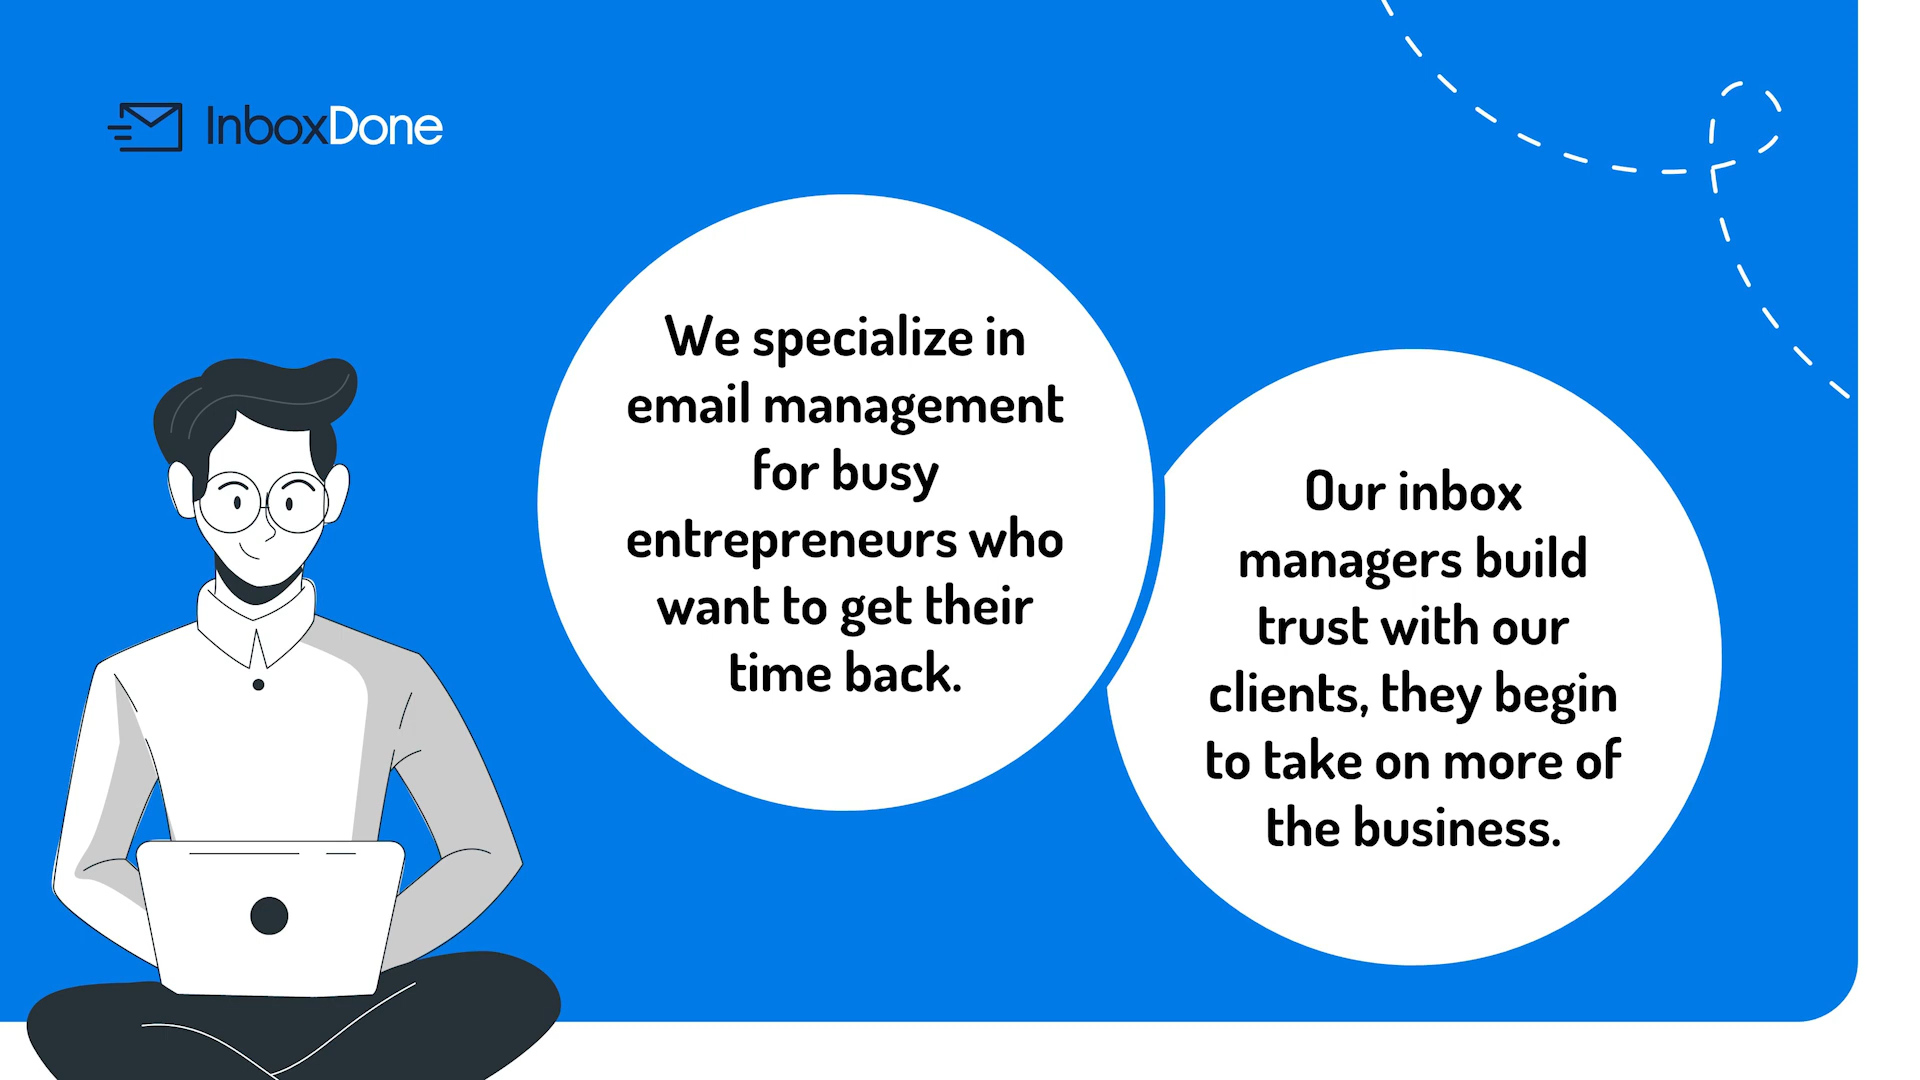 InboxDone
We specialize in
email management
for busy
entrepreneurs who
want to get their
time back.
Our inbox
managers build
trust with our
clients, they begin
to take on more of
the business.